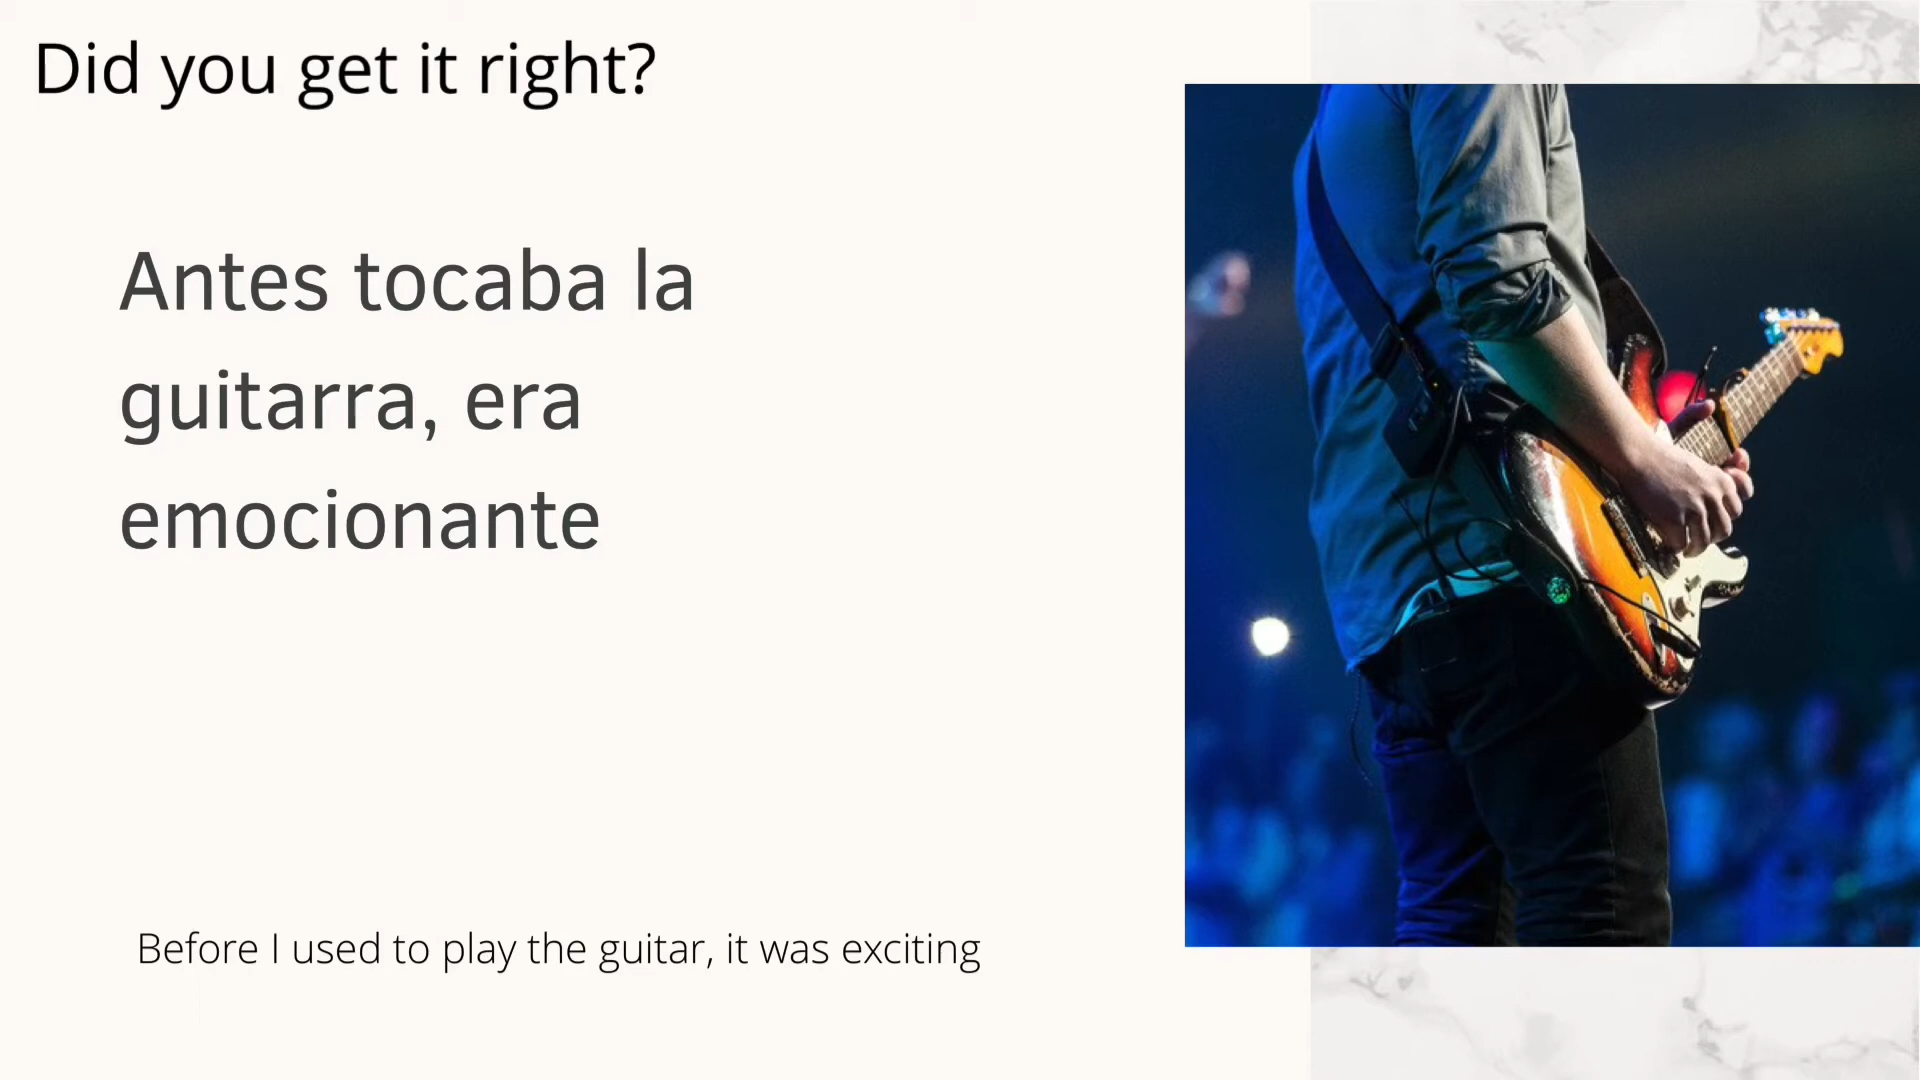 Did you get it right?
Antes tocaba la
guitarra, era
emocionante
Before I used to play the guitar, it was exciting